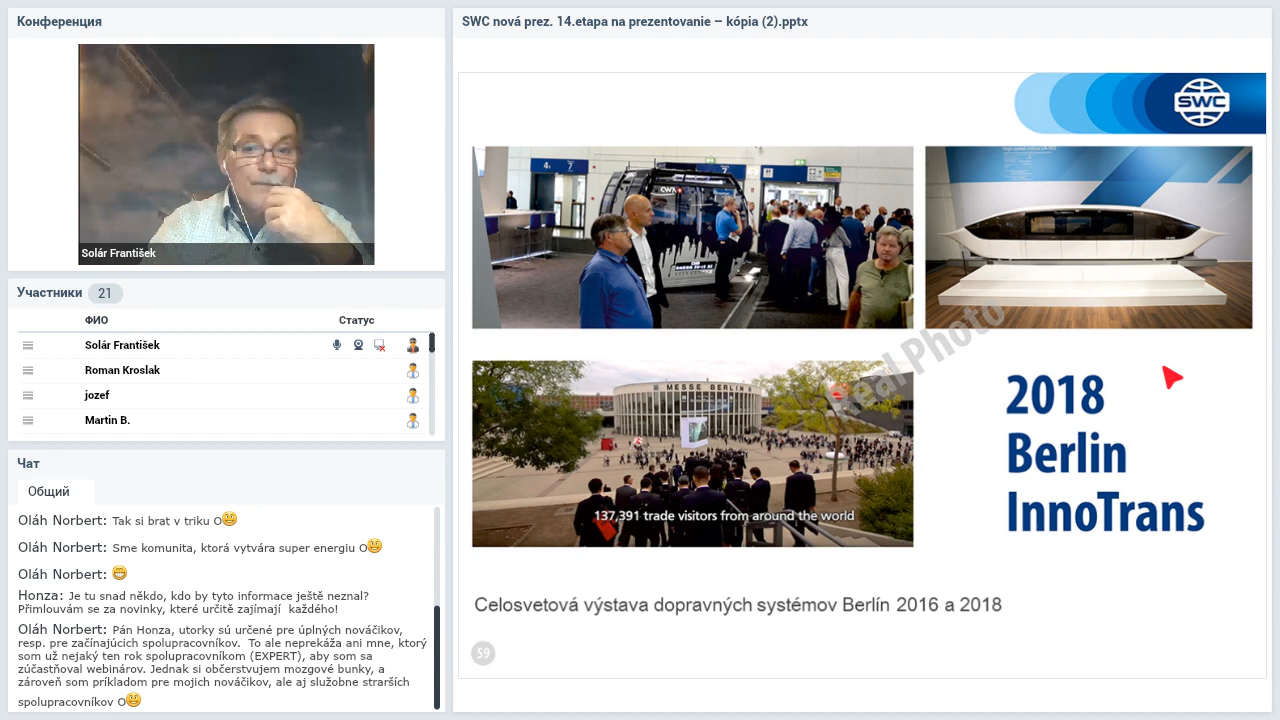 Конференция
Solár František
Участники 21
ФИО Статус
Solár František
Roman Kroslak
jozef
Martin B.
Чат
Общий
Oláh Norbert: Tak si brat v triku O
Oláh Norbert: Sme komunita, ktorá vytvára super energiu O
Oláh Norbert:
Honza: Je tu snad někdo, kdo by tyto informace ještě neznal?
Přimlouvám se za novinky, které určitě zajímají každého!
Oláh Norbert: Pán Honza, utorky sú určené pre úplných nováčikov,
resp. pre začínajúcich spolupracovníkov. To ale neprekáža ani mne, ktorý
som už nejaký ten rok spolupracovníkom (EXPERT), aby som sa
zúčastňoval webinárov. Jednak si občerstvujem mozgové bunky, a
zároveň som príkladom pre mojich nováčikov, ale aj služobne starších
spolupracovníkov O
SWC nová prez. 14.etapa na prezentovanie – kópia (2).pptx
SWC
4
7
7
MESSE BERLIN
137,391 trade visitors from around the world
Real Photo
2018
Berlin
InnoTrans
Celosvetová výstava dopravných systémov Berlín 2016 a 2018
59